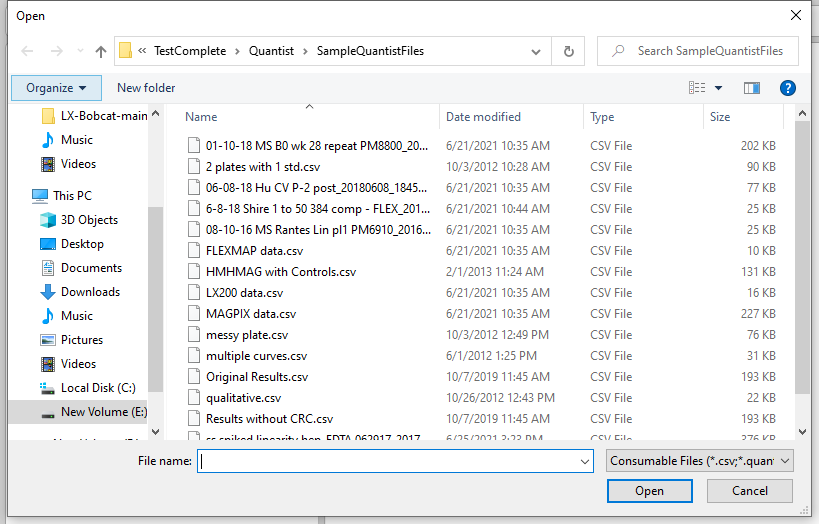 Open
« TestComplete › Quantist › SampleQuantistFiles
Search SampleQuantistFiles
Organize New folder
Name Date modified Type Size
LX-Bobcat-main
Music
Videos
This PC
3D Objects
Desktop
Documents
Downloads
Music
Pictures
Videos
Local Disk (C:)
New Volume (E:)
01-10-18 MS B0 wk 28 repeat PM8800_20... 6/21/2021 10:35 AM CSV File 202 KB
2 plates with 1 std.csv 10/3/2012 10:28 AM CSV File 90 KB
06-08-18 Hu CV P-2 post_20180608_1845... 6/21/2021 10:35 AM CSV File 77 KB
6-8-18 Shire 1 to 50 384 comp - FLEX_201... 6/21/2021 10:44 AM CSV File 25 KB
08-10-16 MS Rantes Lin pl1 PM6910_2016... 6/21/2021 10:35 AM CSV File 25 KB
FLEXMAP data.csv 6/21/2021 10:35 AM CSV File 10 KB
HMHMAG with Controls.csv 2/1/2013 11:24 AM CSV File 131 KB
LX200 data.csv 6/21/2021 10:35 AM CSV File 16 KB
MAGPIX data.csv 6/21/2021 10:35 AM CSV File 227 KB
messy plate.csv 10/3/2012 12:49 PM CSV File 76 KB
multiple curves.csv 6/1/2012 1:25 PM CSV File 31 KB
Original Results.csv 10/7/2019 11:45 AM CSV File 193 KB
qualitative.csv 10/26/2012 12:43 PM CSV File 22 KB
Results without CRC.csv 10/7/2019 11:45 AM CSV File 193 KB
File name:
Consumable Files (*.csv;*.quan
Open Cancel